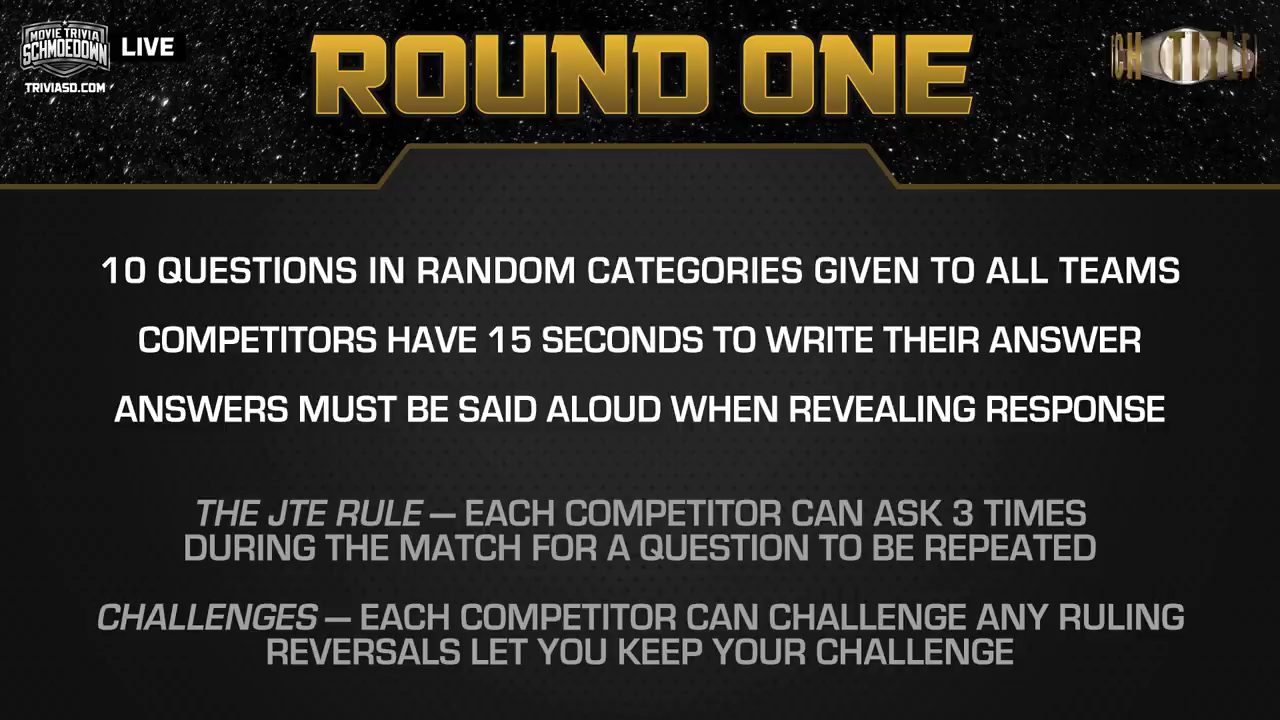 MOVIE TRIVIA
SCHMOEDOWN
LIVE
TRIVIASD.COM
ROUND ONE
10 QUESTIONS IN RANDOM CATEGORIES GIVEN TO ALL TEAMS
COMPETITORS HAVE 15 SECONDS TO WRITE THEIR ANSWER
ANSWERS MUST BE SAID ALOUD WHEN REVEALING RESPONSE
THE JTE RULE – EACH COMPETITOR CAN ASK 3 TIMES
DURING THE MATCH FOR A QUESTION TO BE REPEATED
CHALLENGES – EACH COMPETITOR CAN CHALLENGE ANY RULING
REVERSALS LET YOU KEEP YOUR CHALLENGE